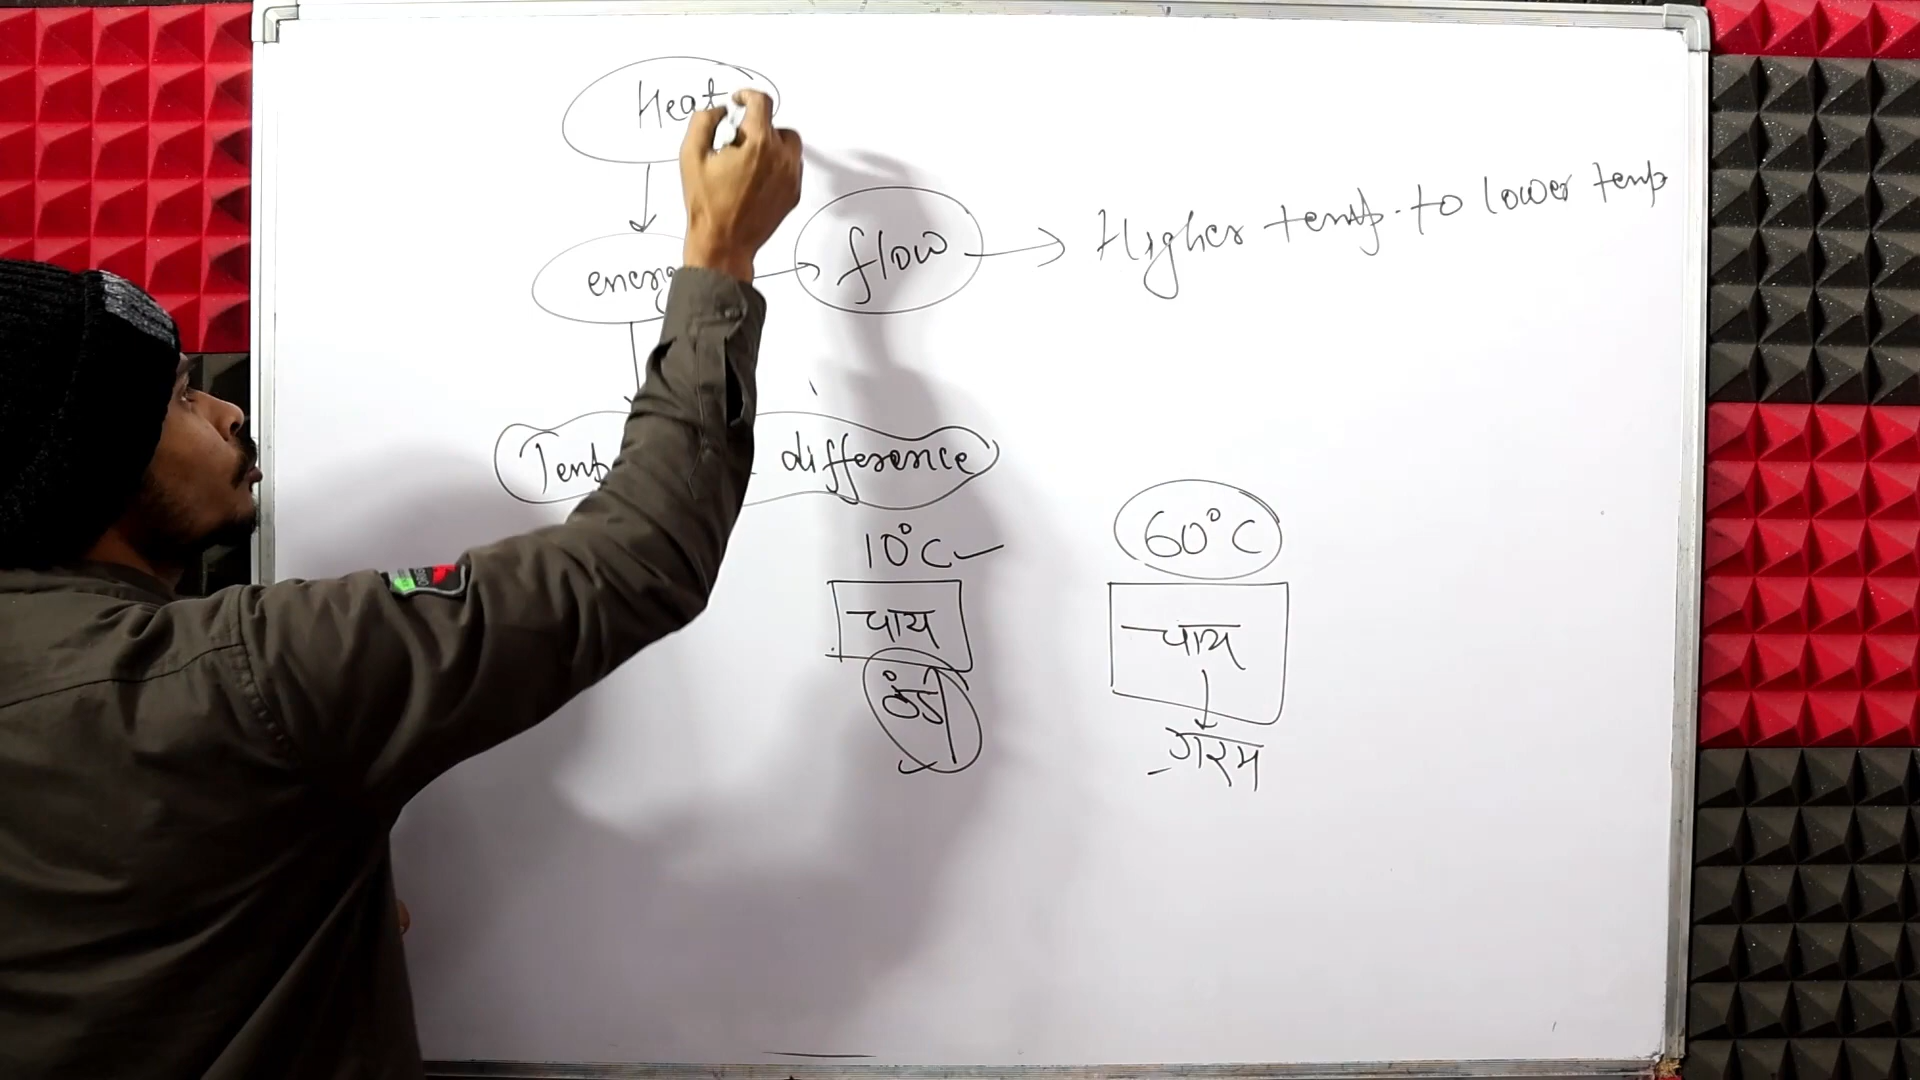 Heat
energy
flow
Higher temp. to lower temp
difference
10°C
60°C
चाय
चाय
ठंडी
गरम